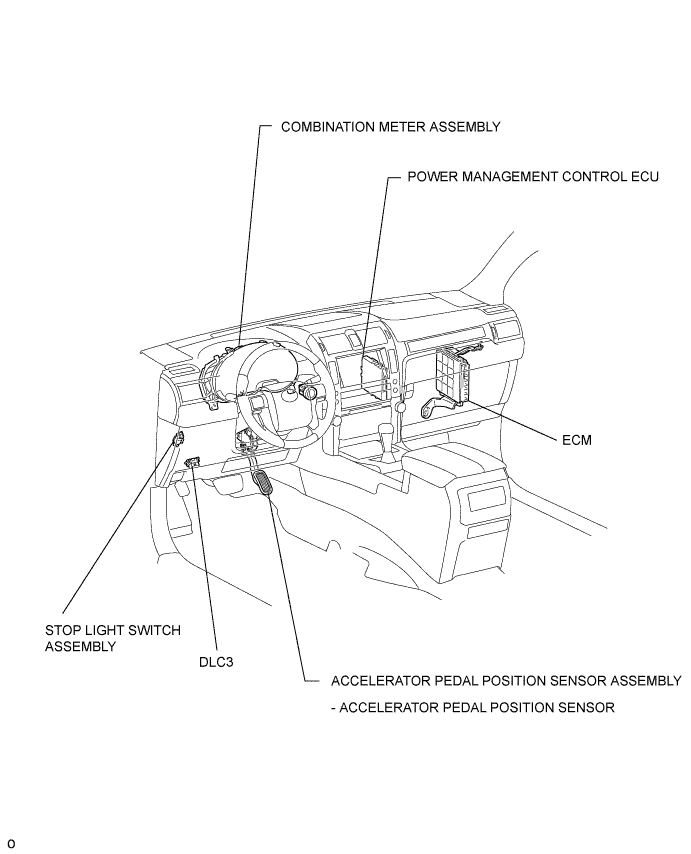 COMBINATION METER ASSEMBLY
POWER MANAGEMENT CONTROL ECU
ECM
STOP LIGHT SWITCH
ASSEMBLY
DLC3
ACCELERATOR PEDAL POSITION SENSOR ASSEMBLY
- ACCELERATOR PEDAL POSITION SENSOR
O